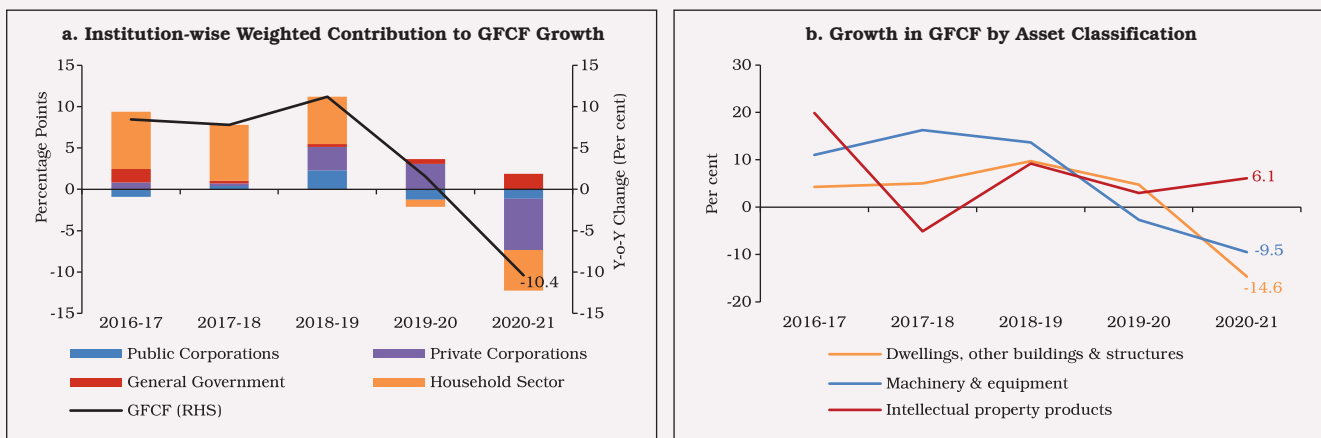 a. Institution-wise Weighted Contribution to GFCF Growth
15
10
5
0
-5
-10
-15
Percentage Points
15
10
5
0
-5
-10
-15
Y-o-Y Change (Per cent)
-10.4
2016-17 2017-18 2018-19 2019-20 2020-21
Public Corporations Private Corporations
General Government Household Sector
GFCF (RHS)
b. Growth in GFCF by Asset Classification
30
20
10
0
-10
-20
Per cent
6.1
-9.5
-14.6
2016-17 2017-18 2018-19 2019-20 2020-21
Dwellings, other buildings & structures
Machinery & equipment
Intellectual property products